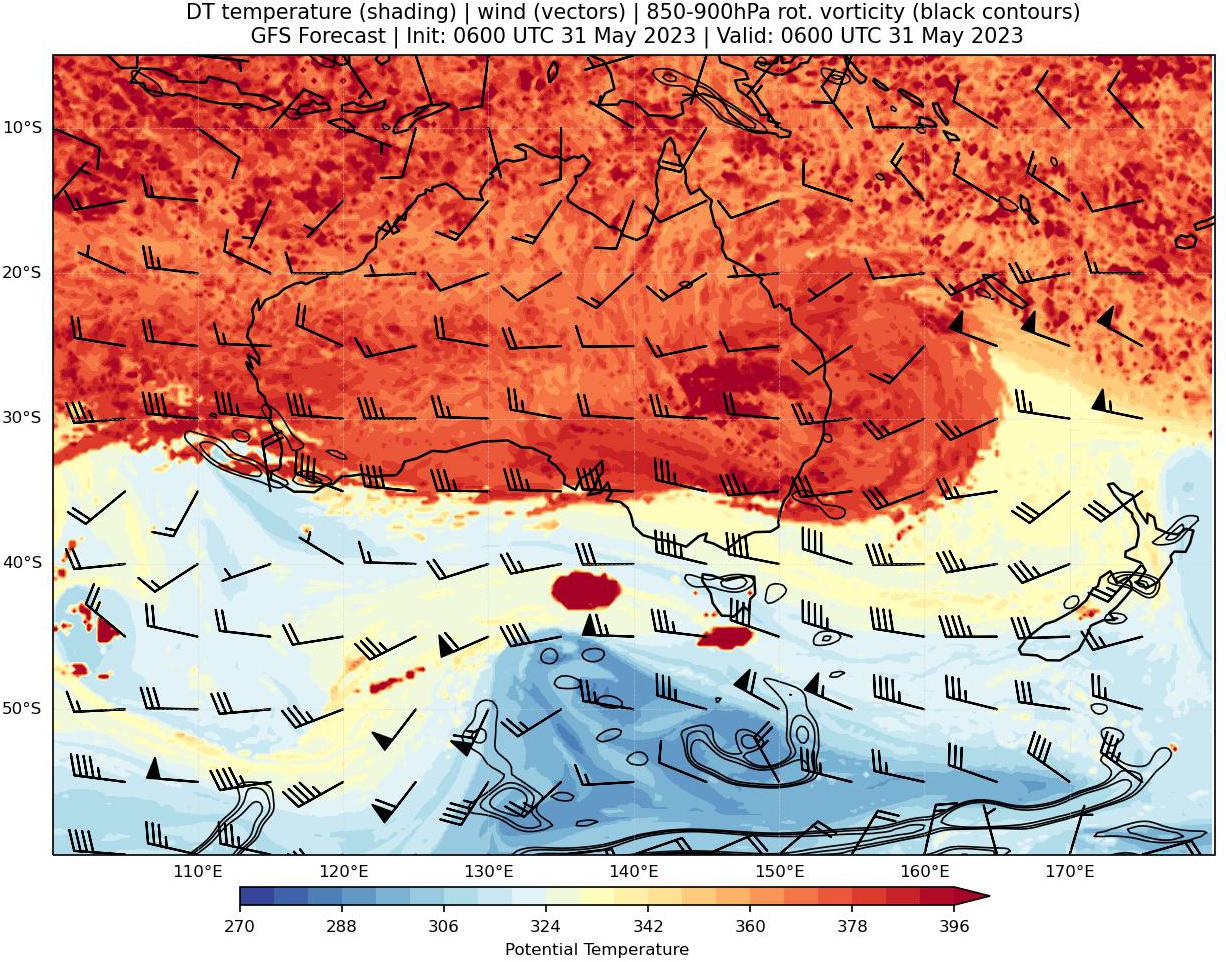 DT temperature (shading) | wind (vectors) | 850-900hPa rot. vorticity (black contours)
GFS Forecast | Init: 0600 UTC 31 May 2023 | Valid: 0600 UTC 31 May 2023
10°S
20°S
30°S
40°S
50°S
110°E 120°E 130°E 140°E 150°E 160°E 170°E
270 288 306 324 342 360 378 396
Potential Temperature